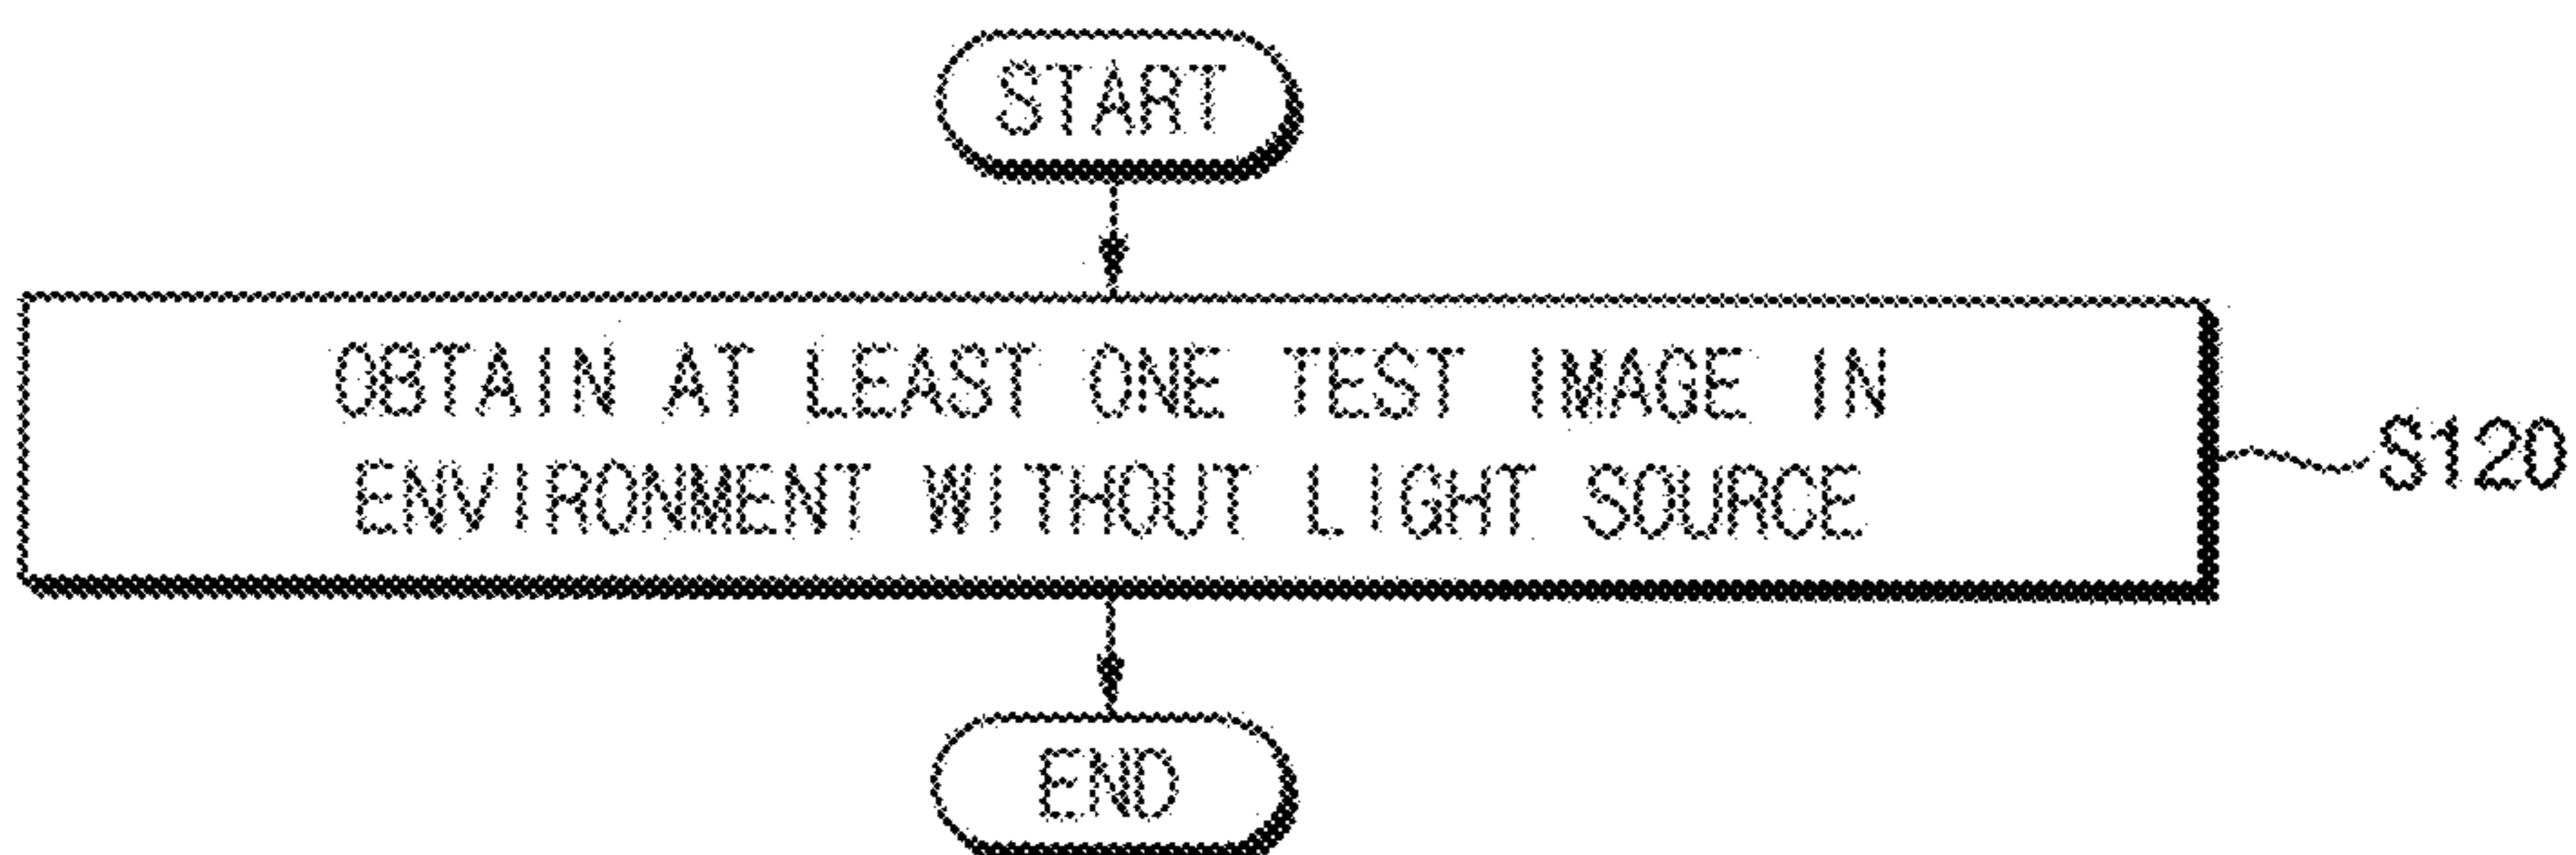 START
OBTAIN AT LEAST ONE TEST IMAGE IN
ENVIRONMENT WITHOUT LIGHT SOURCE
S120
END